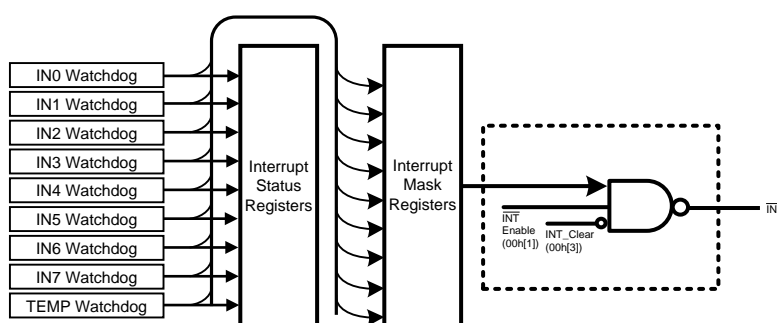 IN0 Watchdog
IN1 Watchdog
IN2 Watchdog
IN3 Watchdog
IN4 Watchdog
IN5 Watchdog
IN6 Watchdog
IN7 Watchdog
TEMP Watchdog
Interrupt
Status
Registers
Interrupt
Mask
Registers
INT
Enable
(00h[1])
INT_Clear
(00h[3])
IN